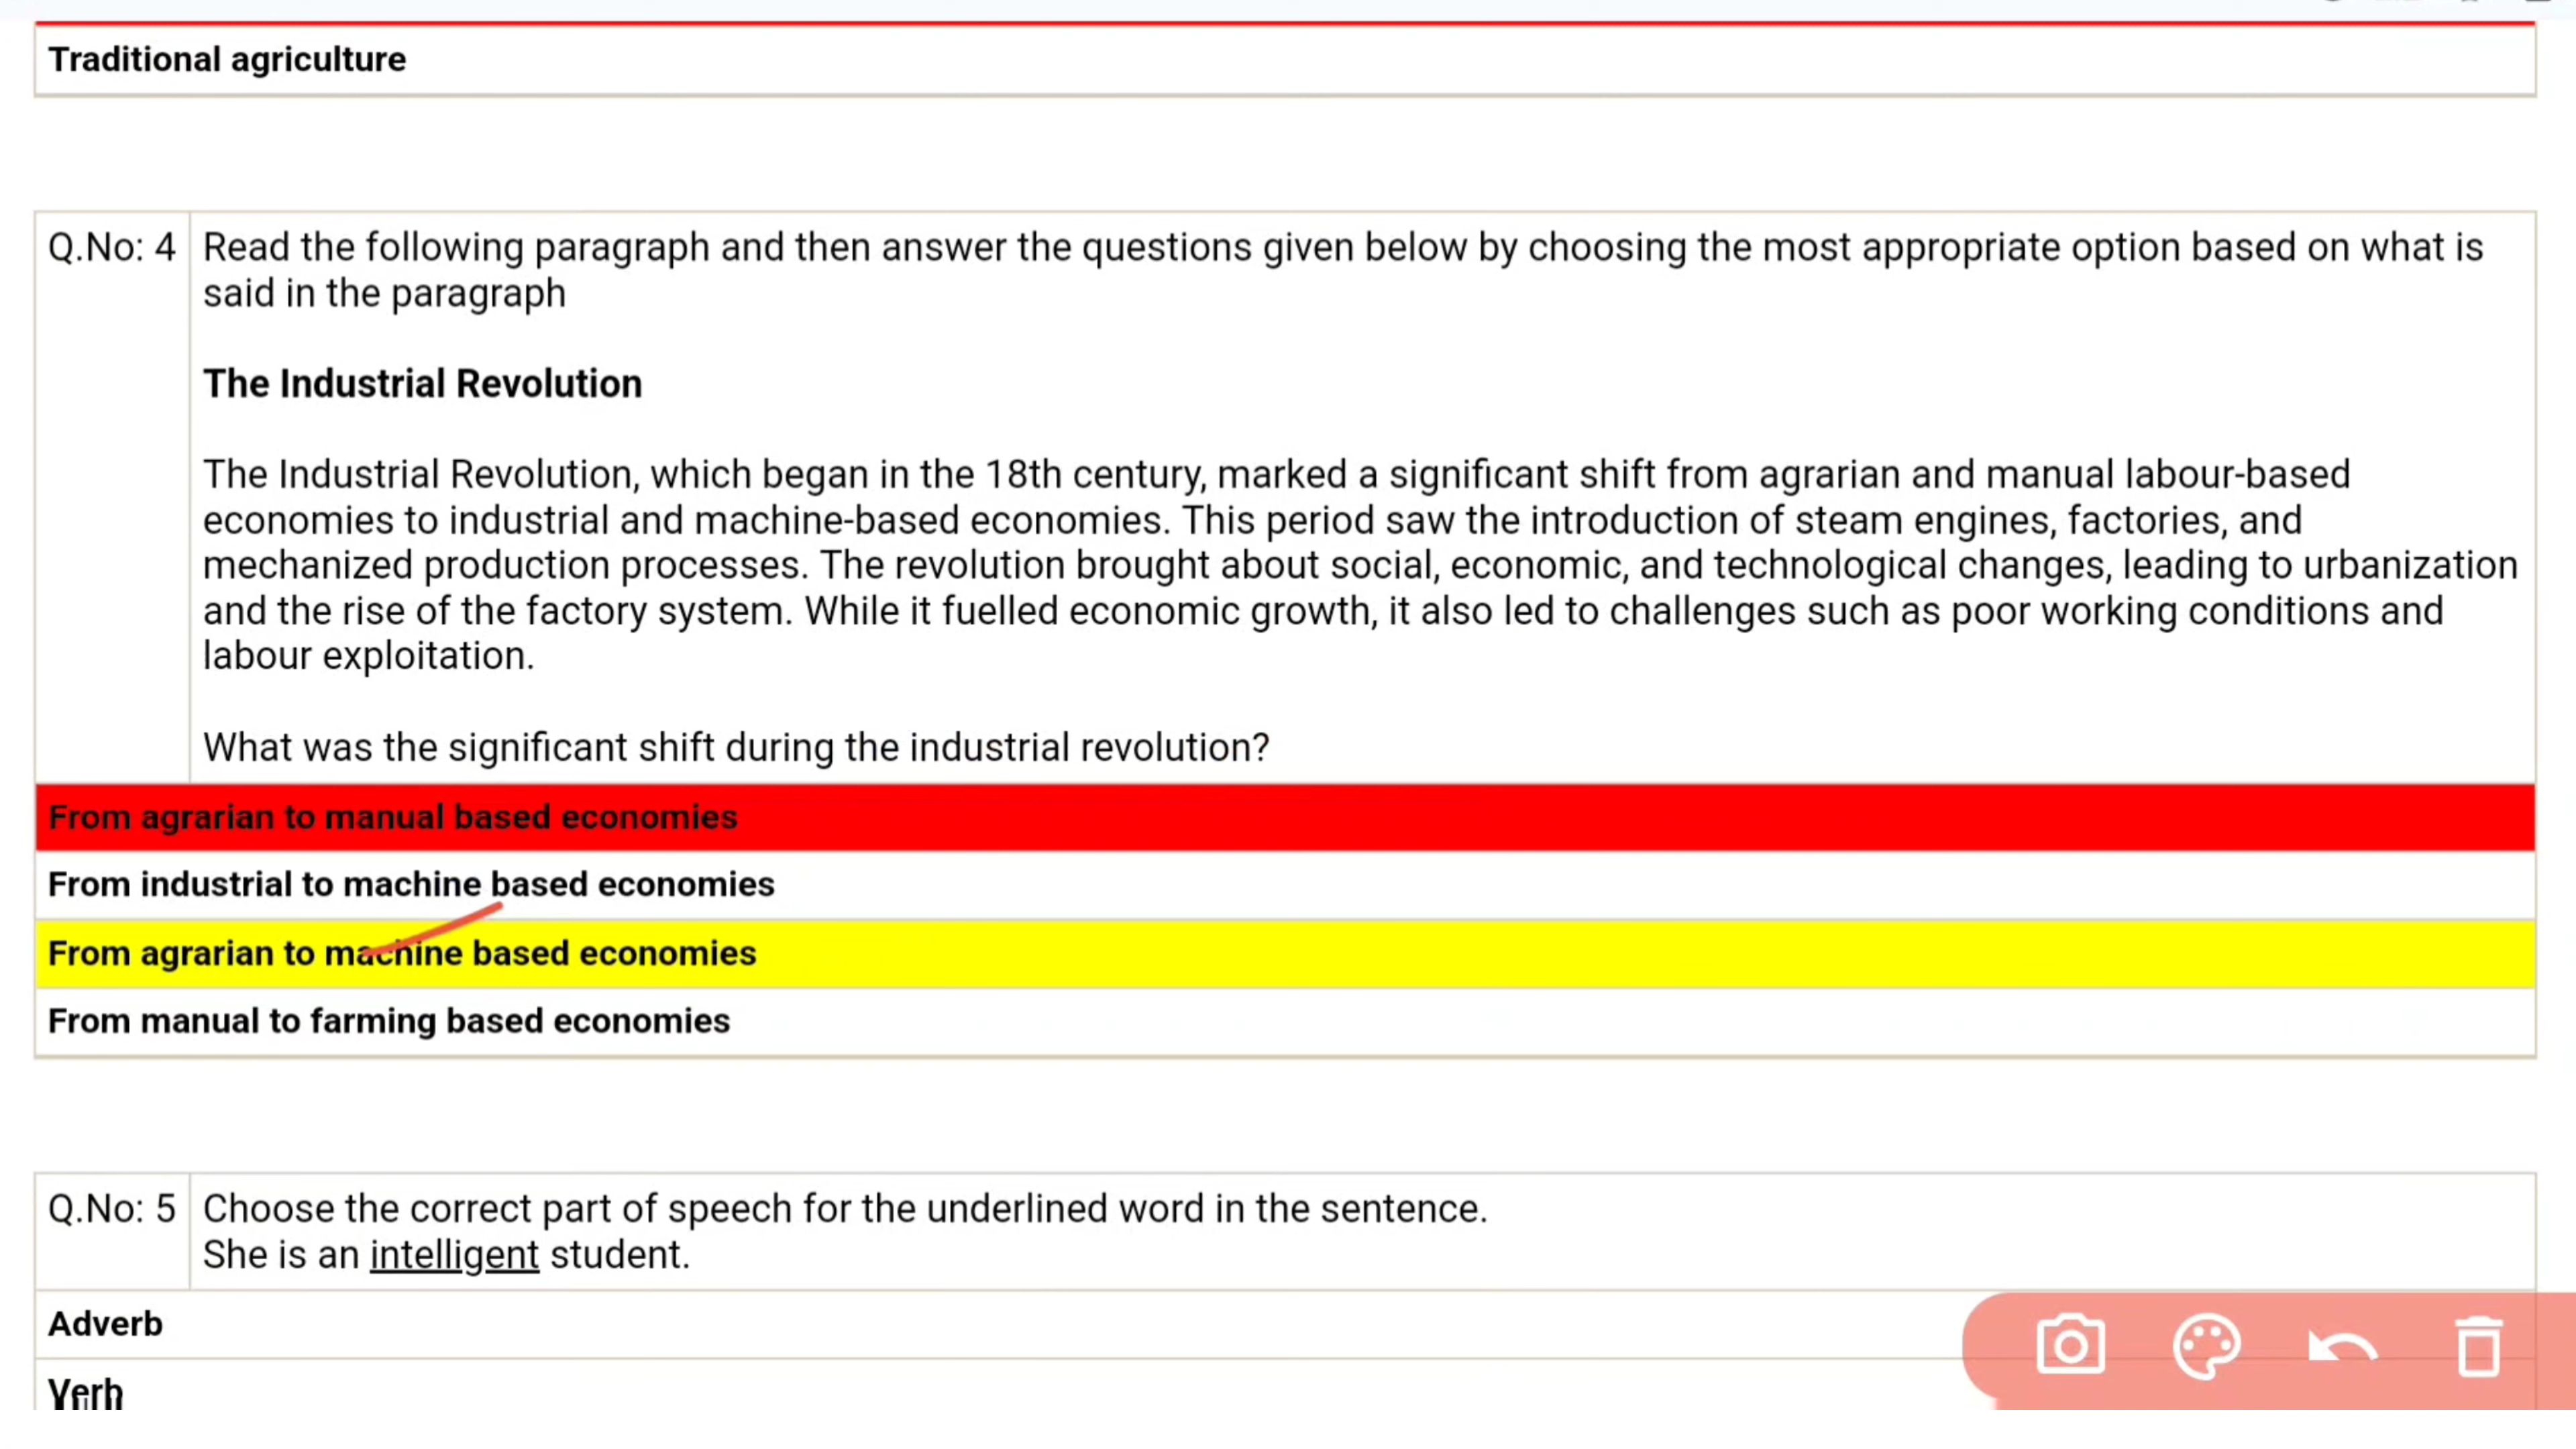 Traditional agriculture
Q.No: 4 Read the following paragraph and then answer the questions given below by choosing the most appropriate option based on what is
said in the paragraph
The Industrial Revolution
The Industrial Revolution, which began in the 18th century, marked a significant shift from agrarian and manual labour-based
economies to industrial and machine-based economies. This period saw the introduction of steam engines, factories, and
mechanized production processes. The revolution brought about social, economic, and technological changes, leading to urbanization
and the rise of the factory system. While it fuelled economic growth, it also led to challenges such as poor working conditions and
labour exploitation.
What was the significant shift during the industrial revolution?
From agrarian to manual based economies
From industrial to machine based economies
From agrarian to machine based economies
From manual to farming based economies
Q.No: 5 Choose the correct part of speech for the underlined word in the sentence.
She is an intelligent student.
Adverb
Verb